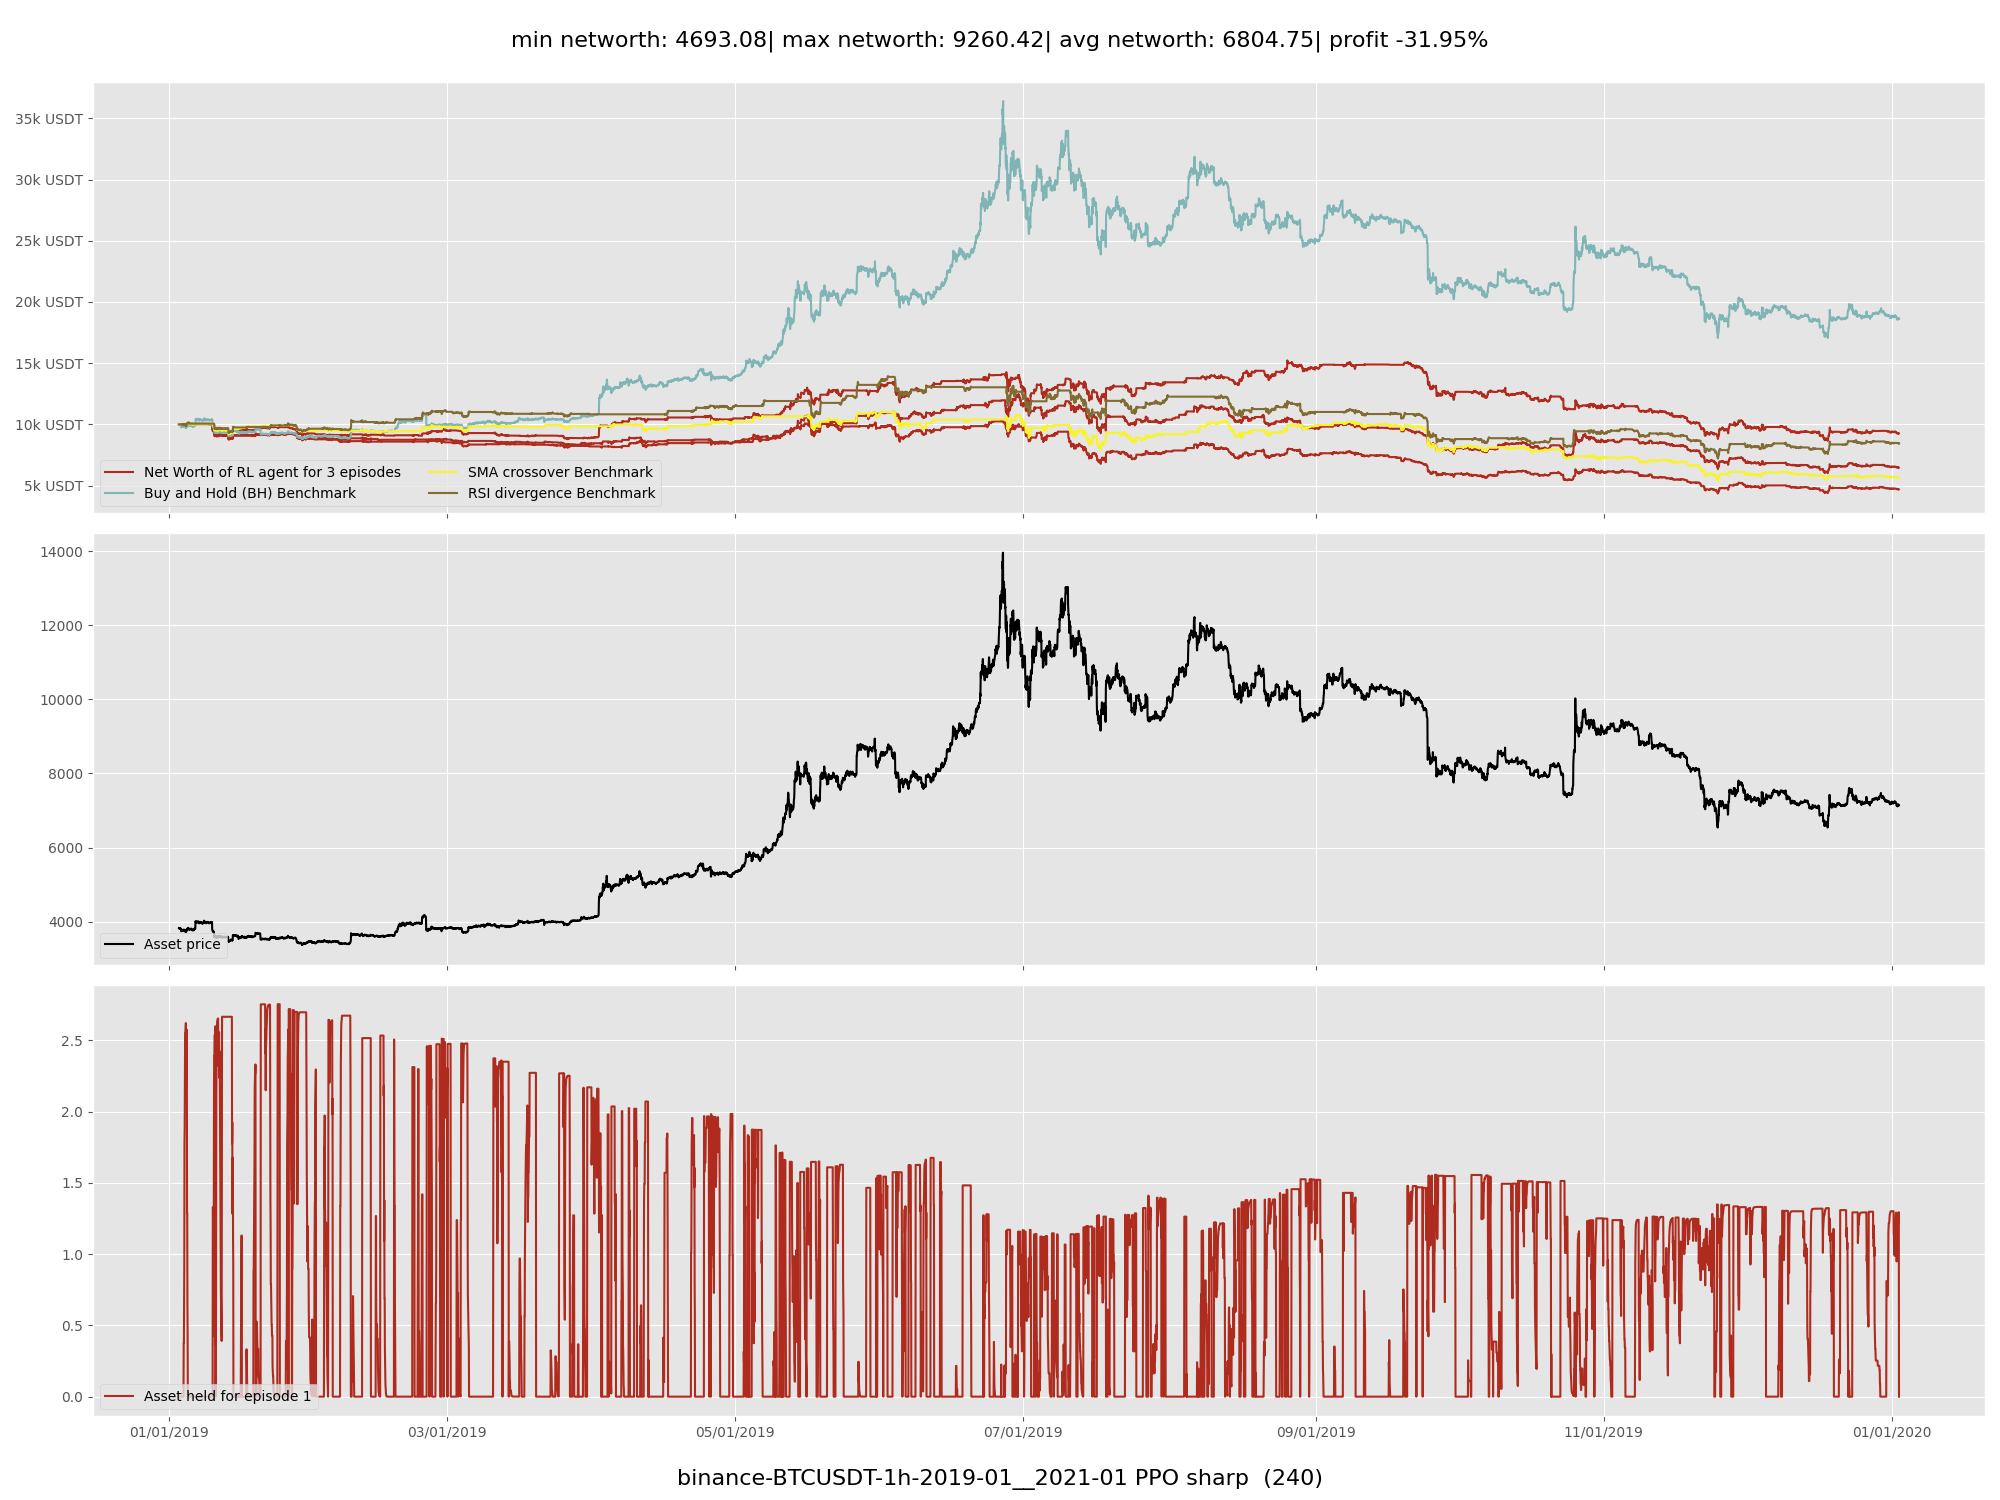 min networth: 4693.08| max networth: 9260.42| avg networth: 6804.75| profit -31.95%
35k USDT
30k USDT
25k USDT
20k USDT
15k USDT
10k USDT
5k USDT
Net Worth of RL agent for 3 episodes
Buy and Hold (BH) Benchmark
SMA crossover Benchmark
RSI divergence Benchmark
14000
12000
10000
8000
6000
4000
Asset price
2.5
2.0
1.5
1.0
0.5
0.0
Asset held for episode 1
01/01/2019
03/01/2019
05/01/2019
07/01/2019
09/01/2019
11/01/2019
01/01/2020
binance-BTCUSDT-1h-2019-01__2021-01 PPO sharp (240)